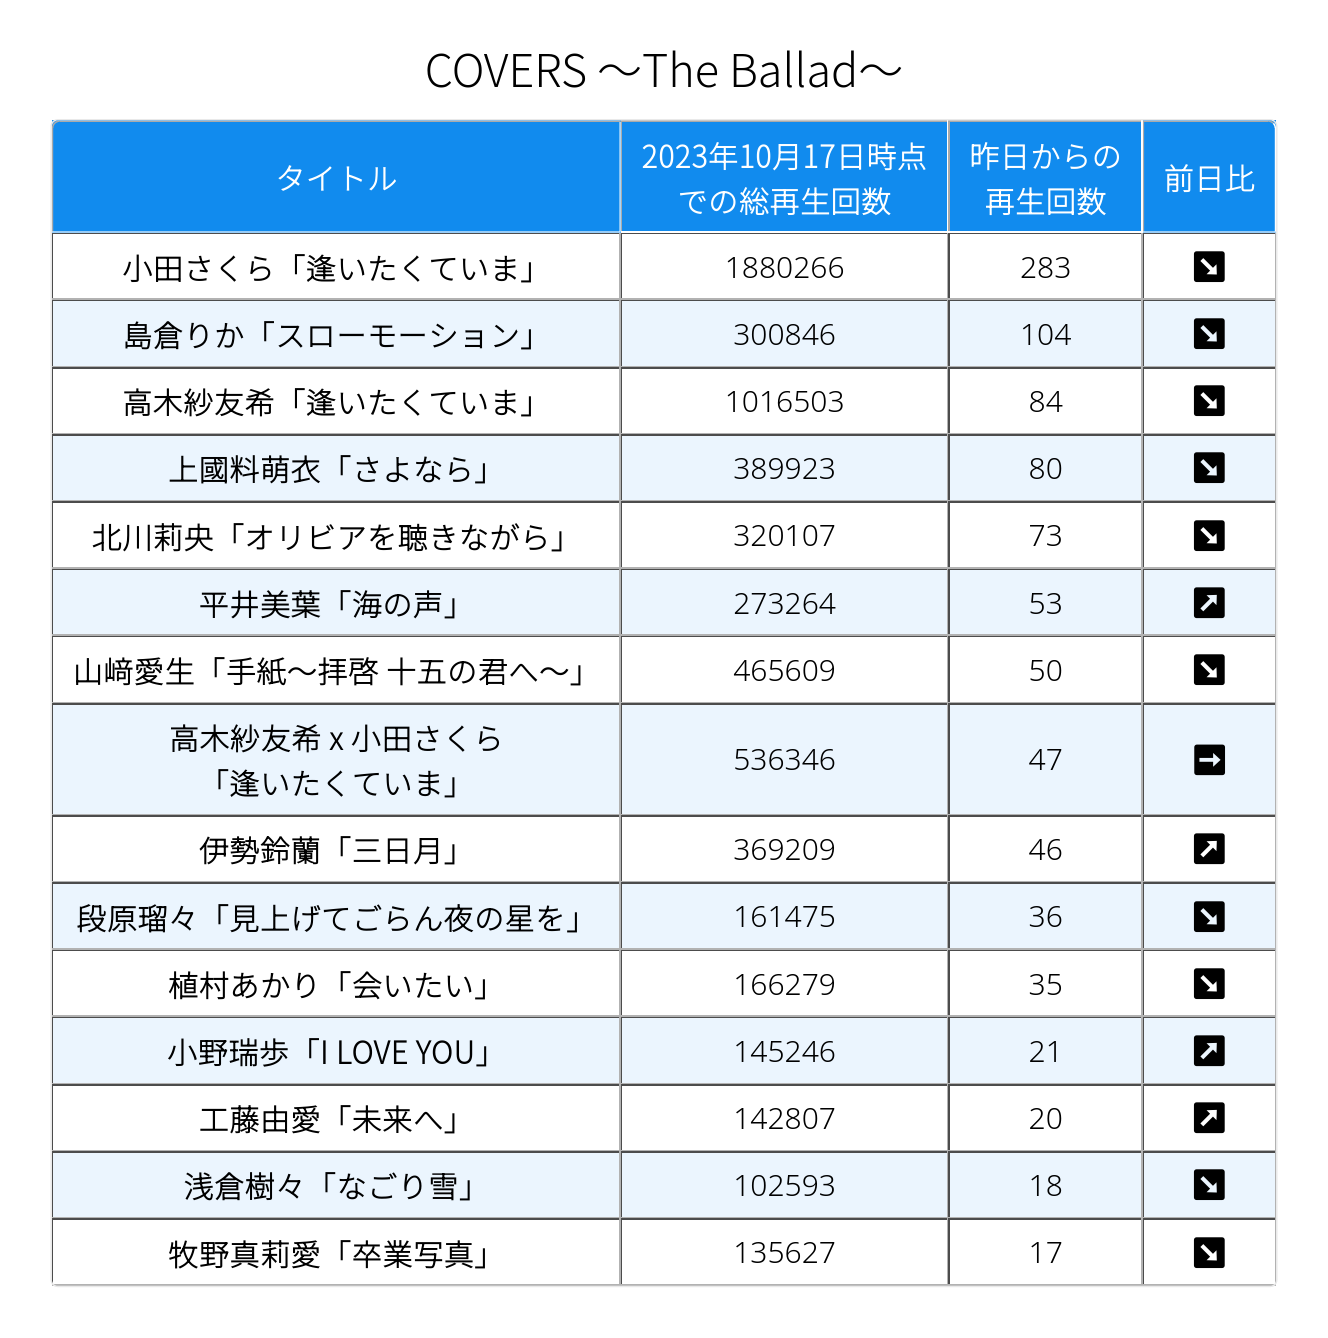 COVERS ～The Ballad～
タイトル
2023年10月17日時点
での総再生回数
昨日からの
再生回数
前日比
小田さくら「逢いたくていま」 1880266 283 ↘
島倉りか「スローモーション」 300846 104 ↘
高木紗友希「逢いたくていま」 1016503 84 ↘
上國料萌衣「さよなら」 389923 80 ↘
北川莉央「オリビアを聴きながら」 320107 73 ↘
平井美葉「海の声」 273264 53 ↗
山﨑愛生「手紙～拝啓 十五の君へ～」 465609 50 ↘
高木紗友希 x 小田さくら
「逢いたくていま」 536346 47 →
伊勢鈴蘭「三日月」 369209 46 ↗
段原瑠々「見上げてごらん夜の星を」 161475 36 ↘
植村あかり「会いたい」 166279 35 ↘
小野瑞歩「I LOVE YOU」 145246 21 ↗
工藤由愛「未来へ」 142807 20 ↗
浅倉樹々「なごり雪」 102593 18 ↘
牧野真莉愛「卒業写真」 135627 17 ↘